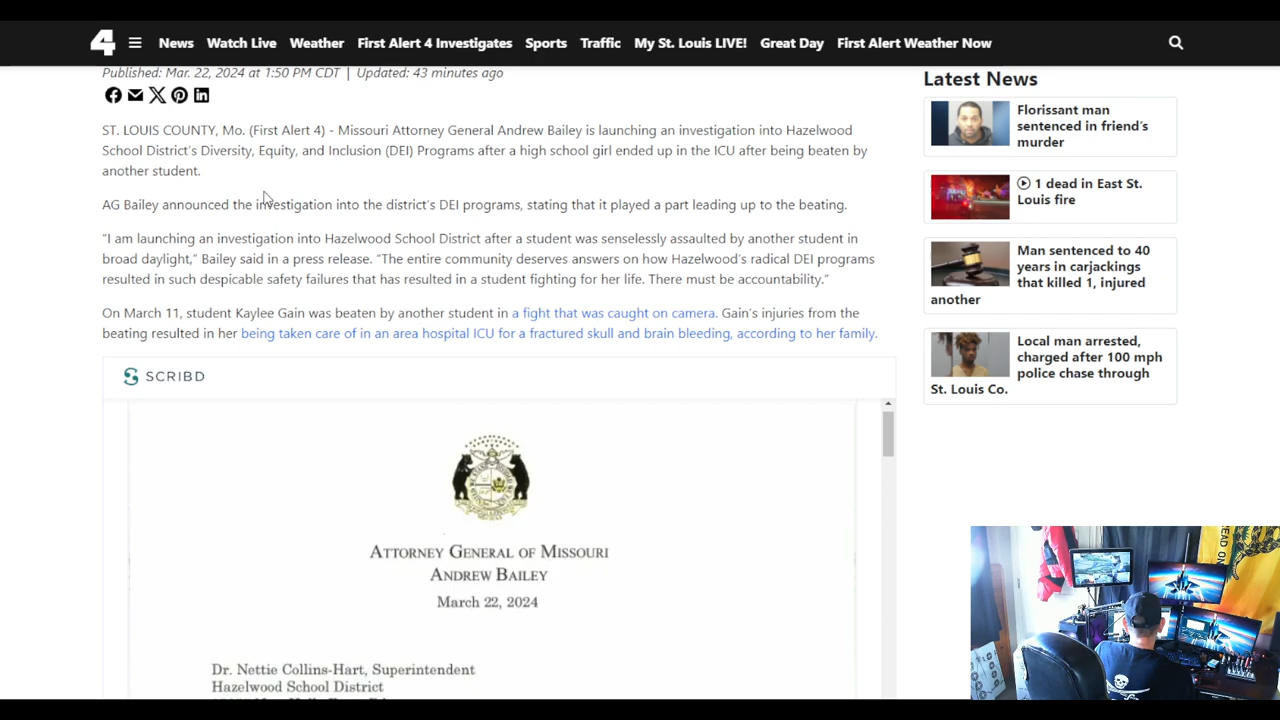 4
News
Watch Live
Weather
First Alert 4 Investigates
Sports
Traffic
My St. Louis LIVE!
Great Day
First Alert Weather Now
Published: Mar. 22, 2024 at 1:50 PM CDT | Updated: 43 minutes ago
ST. LOUIS COUNTY, Mo. (First Alert 4) - Missouri Attorney General Andrew Bailey is launching an investigation into Hazelwood
School District's Diversity, Equity, and Inclusion (DEI) Programs after a high school girl ended up in the ICU after being beaten by
another student.
AG Bailey announced the investigation into the district's DEI programs, stating that it played a part leading up to the beating.
“I am launching an investigation into Hazelwood School District after a student was senselessly assaulted by another student in
broad daylight,” Bailey said in a press release. “The entire community deserves answers on how Hazelwood's radical DEI programs
resulted in such despicable safety failures that has resulted in a student fighting for her life. There must be accountability.”
On March 11, student Kaylee Gain was beaten by another student in a fight that was caught on camera. Gain's injuries from the
beating resulted in her being taken care of in an area hospital ICU for a fractured skull and brain bleeding, according to her family.
SCRIBD
ATTORNEY GENERAL OF MISSOURI
ANDREW BAILEY
March 22, 2024
Dr. Nettie Collins-Hart, Superintendent
Hazelwood School District
Latest News
Florissant man
sentenced in friend's
murder
1 dead in East St.
Louis fire
Man sentenced to 40
years in carjackings
that killed 1, injured
another
Local man arrested,
charged after 100 mph
police chase through
St. Louis Co.